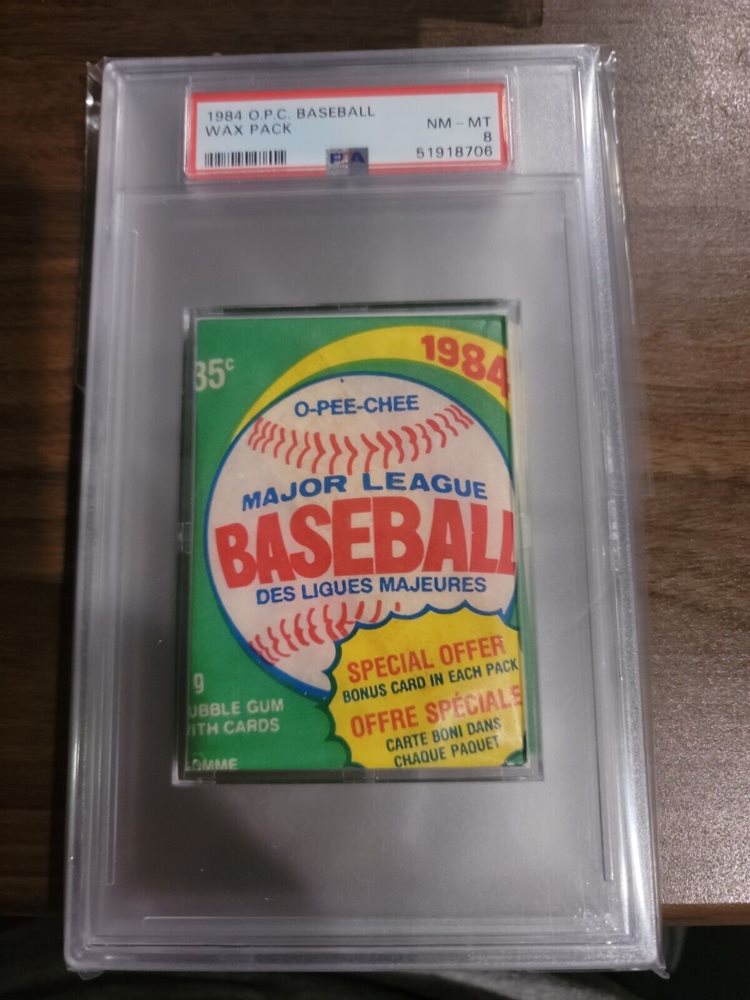 1984 O.P.C. BASEBALL
WAX PACK
NM - MT
8
51918706
PSA
35¢
1984
O-PEE-CHEE
MAJOR LEAGUE
BASEBALL
DES LIGUES MAJEURES
SPECIAL OFFER
BONUS CARD IN EACH PACK
OFFRE SPÉCIALE
CARTE BONI DANS
CHAQUE PAQUET
g
UBBLE GUM
ITH CARDS
OMME